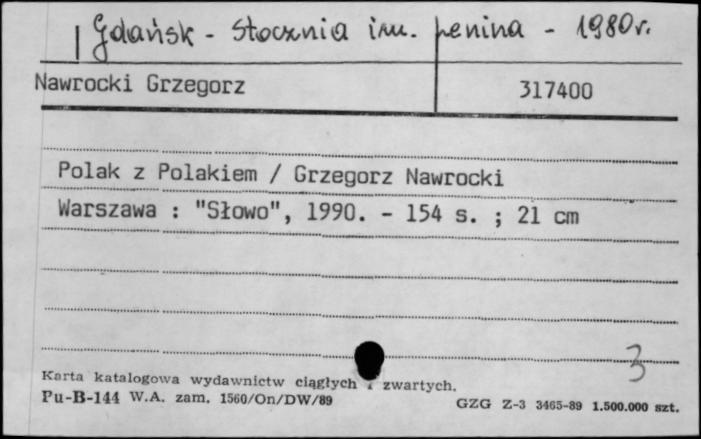 Gdańsk - Stocznia im. Lenina - 1980r.
Nawrocki Grzegorz
317400
Polak z Polakiem / Grzegorz Nawrocki
Warszawa : "Słowo", 1990. - 154 s. ; 21 cm
3
Karta katalogowa wydawnictw ciągłych i zwartych.
Pu-B-144 W.A. zam. 1560/On/DW/89
GZG Z-3 3465-89 1.500.000 szt.